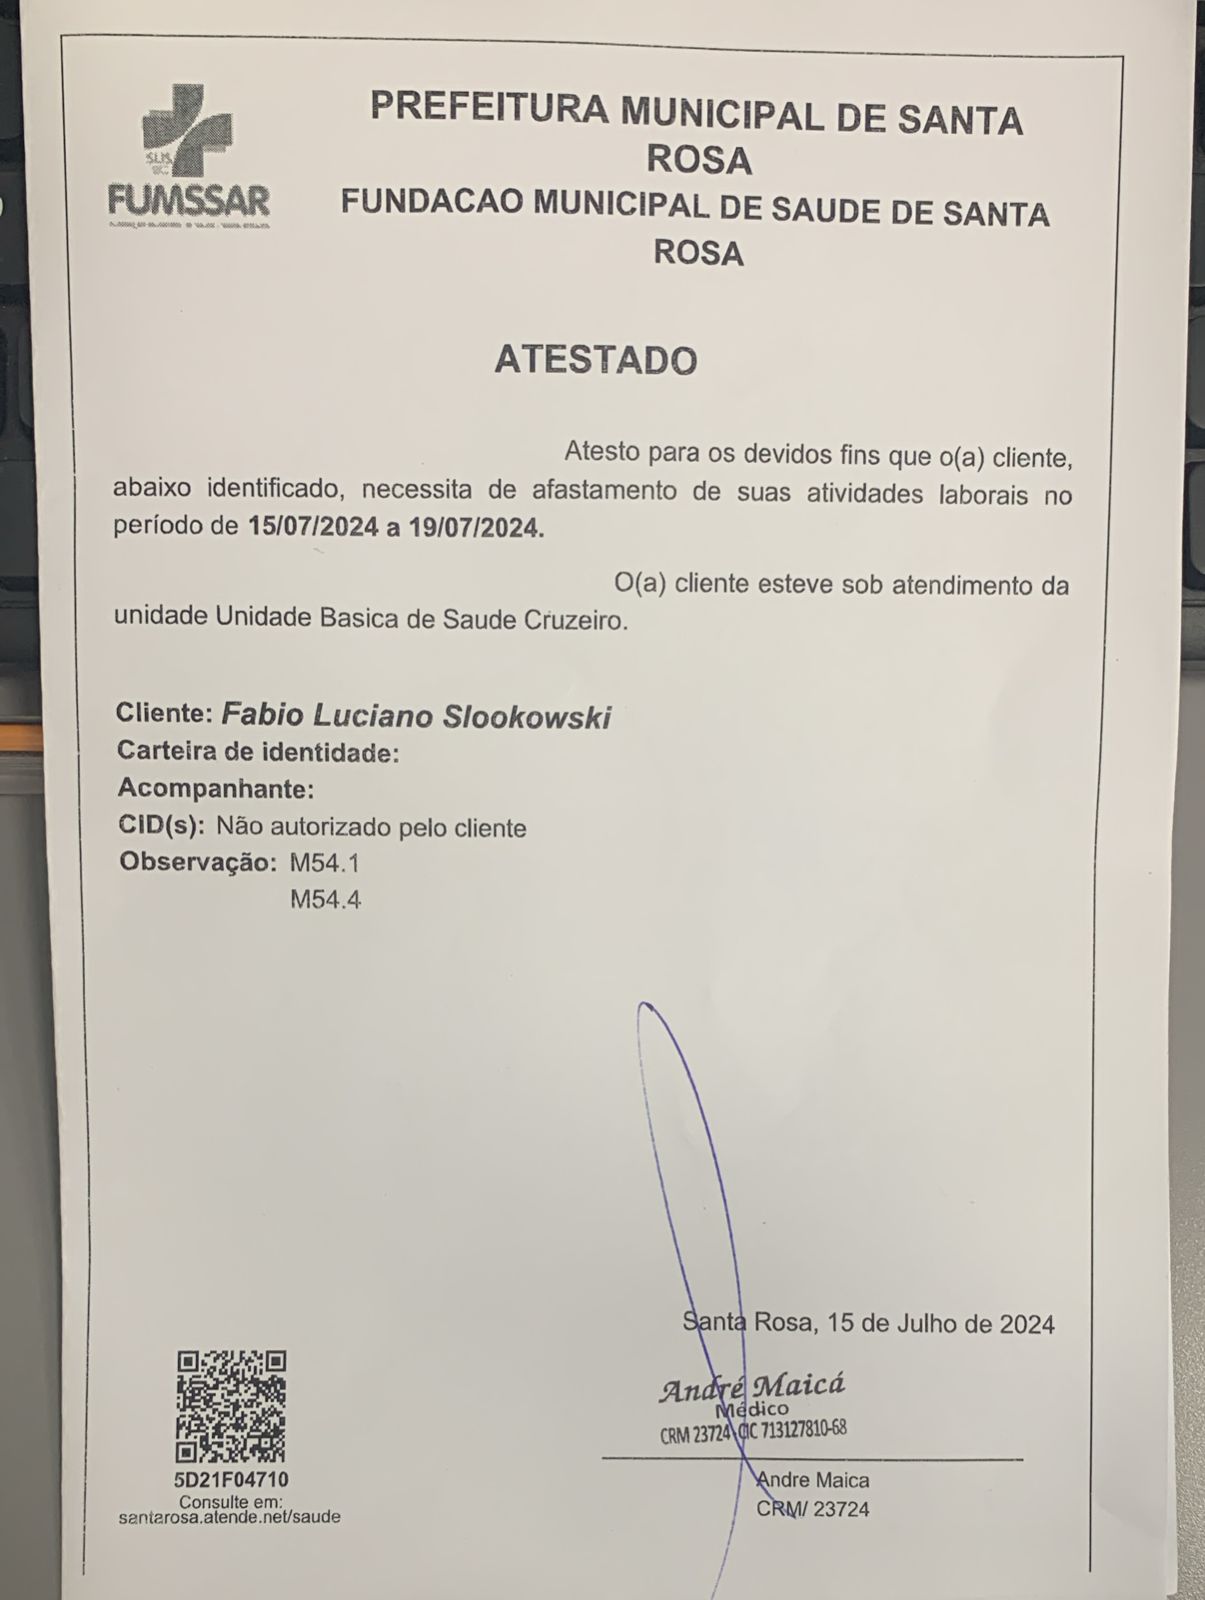 SUS
FUMSSAR
PREFEITURA MUNICIPAL DE SANTA
ROSA
FUNDACAO MUNICIPAL DE SAUDE DE SANTA
ROSA
ATESTADO
Atesto para os devidos fins que o(a) cliente,
abaixo identificado, necessita de afastamento de suas atividades laborais no
período de 15/07/2024 a 19/07/2024.
O(a) cliente esteve sob atendimento da
unidade Unidade Basica de Saude Cruzeiro.
Cliente: Fabio Luciano Slookowski
Carteira de identidade:
Acompanhante:
CID(s): Não autorizado pelo cliente
Observação: M54.1
M54.4
Santa Rosa, 15 de Julho de 2024
André Maicá
Médico
CRM 23724 CIC 713127810-68
Andre Maica
CRM/ 23724
5D21F04710
Consulte em:
santarosa.atende.net/saude